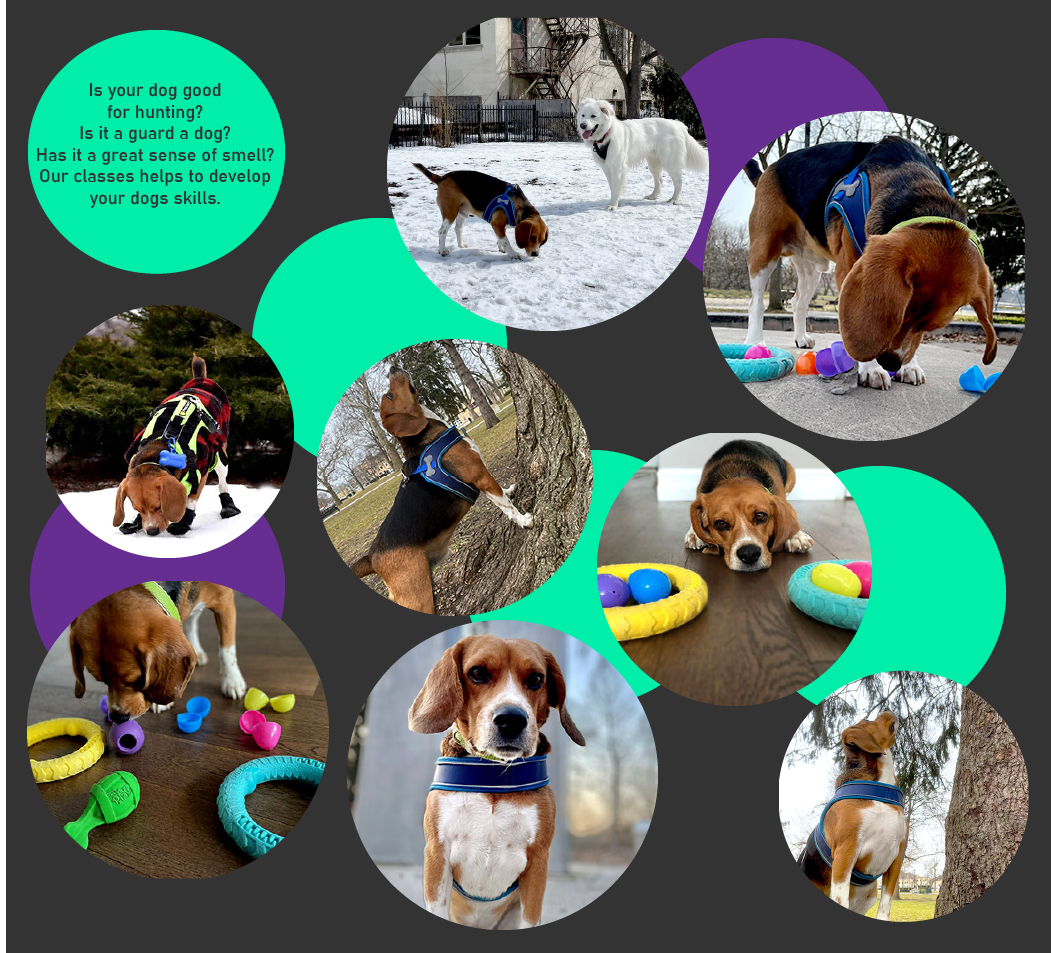 Is your dog good
for hunting?
Is it a guard a dog?
Has it a great sense of smell?
Our classes helps to develop
your dogs skills.